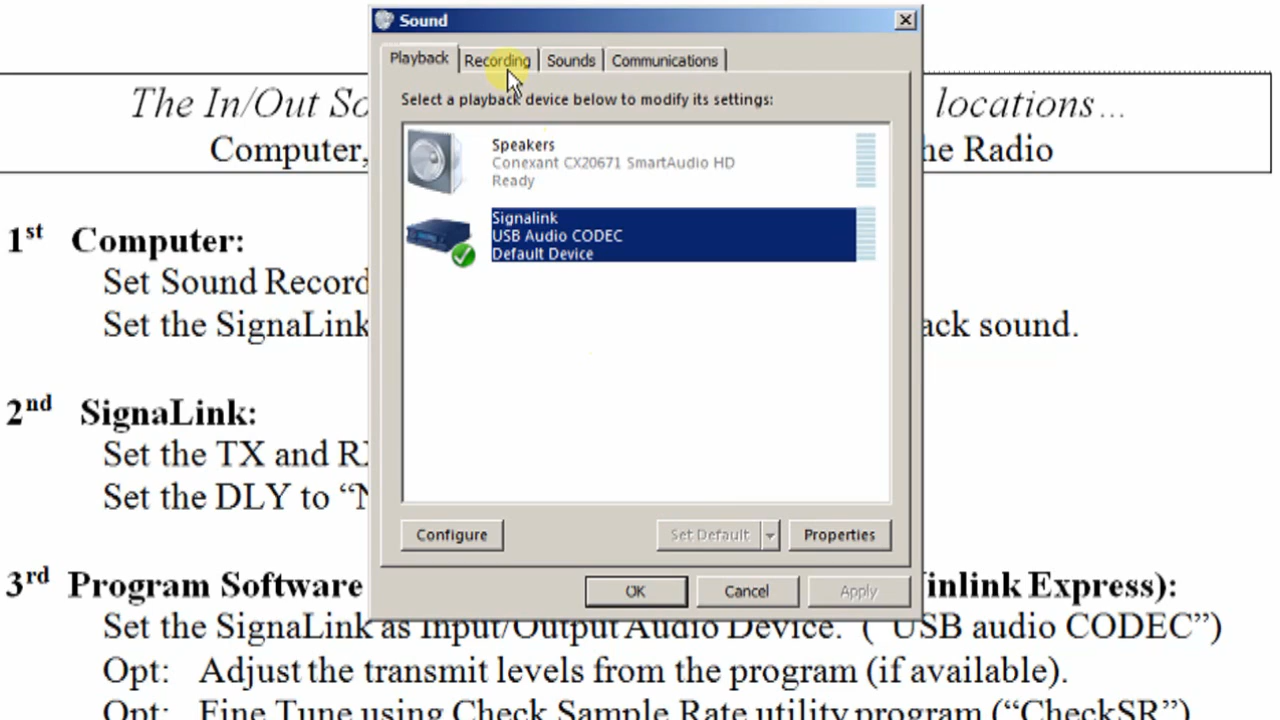 Sound
Playback Recording Sounds Communications
The In/Out So locations...
Select a playback device below to modify its settings:
Computer, he Radio
Speakers
Conexant CX20671 SmartAudio HD
Ready
Signalink
USB Audio CODEC
Default Device
1st Computer:
Set Sound Record
Set the SignaLink ack sound.
2nd SignaLink:
Set the TX and RX
Set the DLY to “N
Configure Set Default Properties
OK Cancel Apply
3rd Program Software inlink Express):
Set the SignaLink as Input/Output Audio Device. ("USB audio CODEC”)
Opt: Adjust the transmit levels from the program (if available).
Opt: Fine Tune using Check Sample Rate utility program (“CheckSR”)